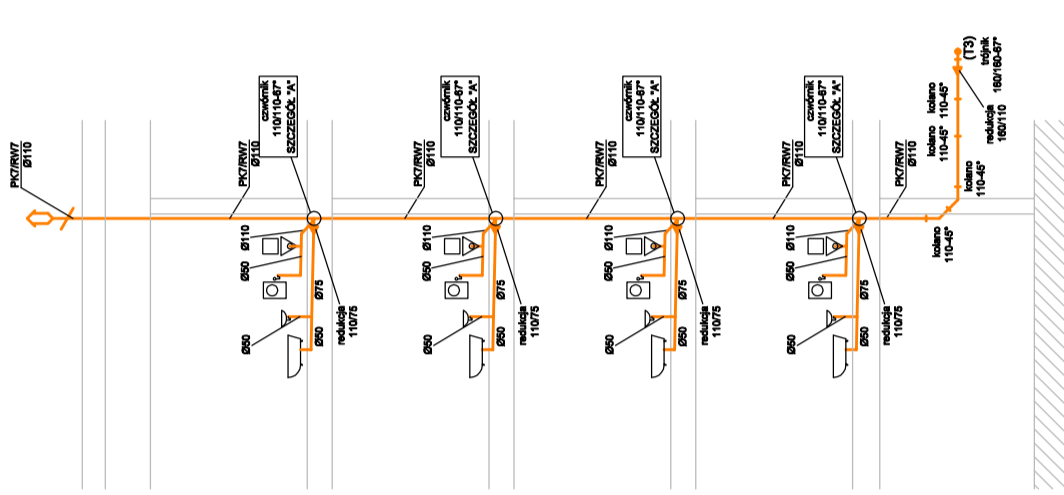 PK7/RW7
Ø110
czwórnik
110/110-67°
SZCZEGÓŁ "A"
PK7/RW7
Ø110
Ø110
Ø50
Ø75
redukcja
110/75
Ø50
Ø50
czwórnik
110/110-67°
SZCZEGÓŁ "A"
PK7/RW7
Ø110
Ø110
Ø50
Ø75
redukcja
110/75
Ø50
Ø50
czwórnik
110/110-67°
SZCZEGÓŁ "A"
PK7/RW7
Ø110
Ø110
Ø50
Ø75
redukcja
110/75
Ø50
Ø50
czwórnik
110/110-67°
SZCZEGÓŁ "A"
PK7/RW7
Ø110
Ø110
Ø50
Ø75
redukcja
110/75
Ø50
Ø50
PK7/RW7
Ø110
kolano
110-45°
kolano
110-45°
kolano
110-45°
kolano
110-45°
redukcja
160/110
(T3)
trójnik
160/160-67°